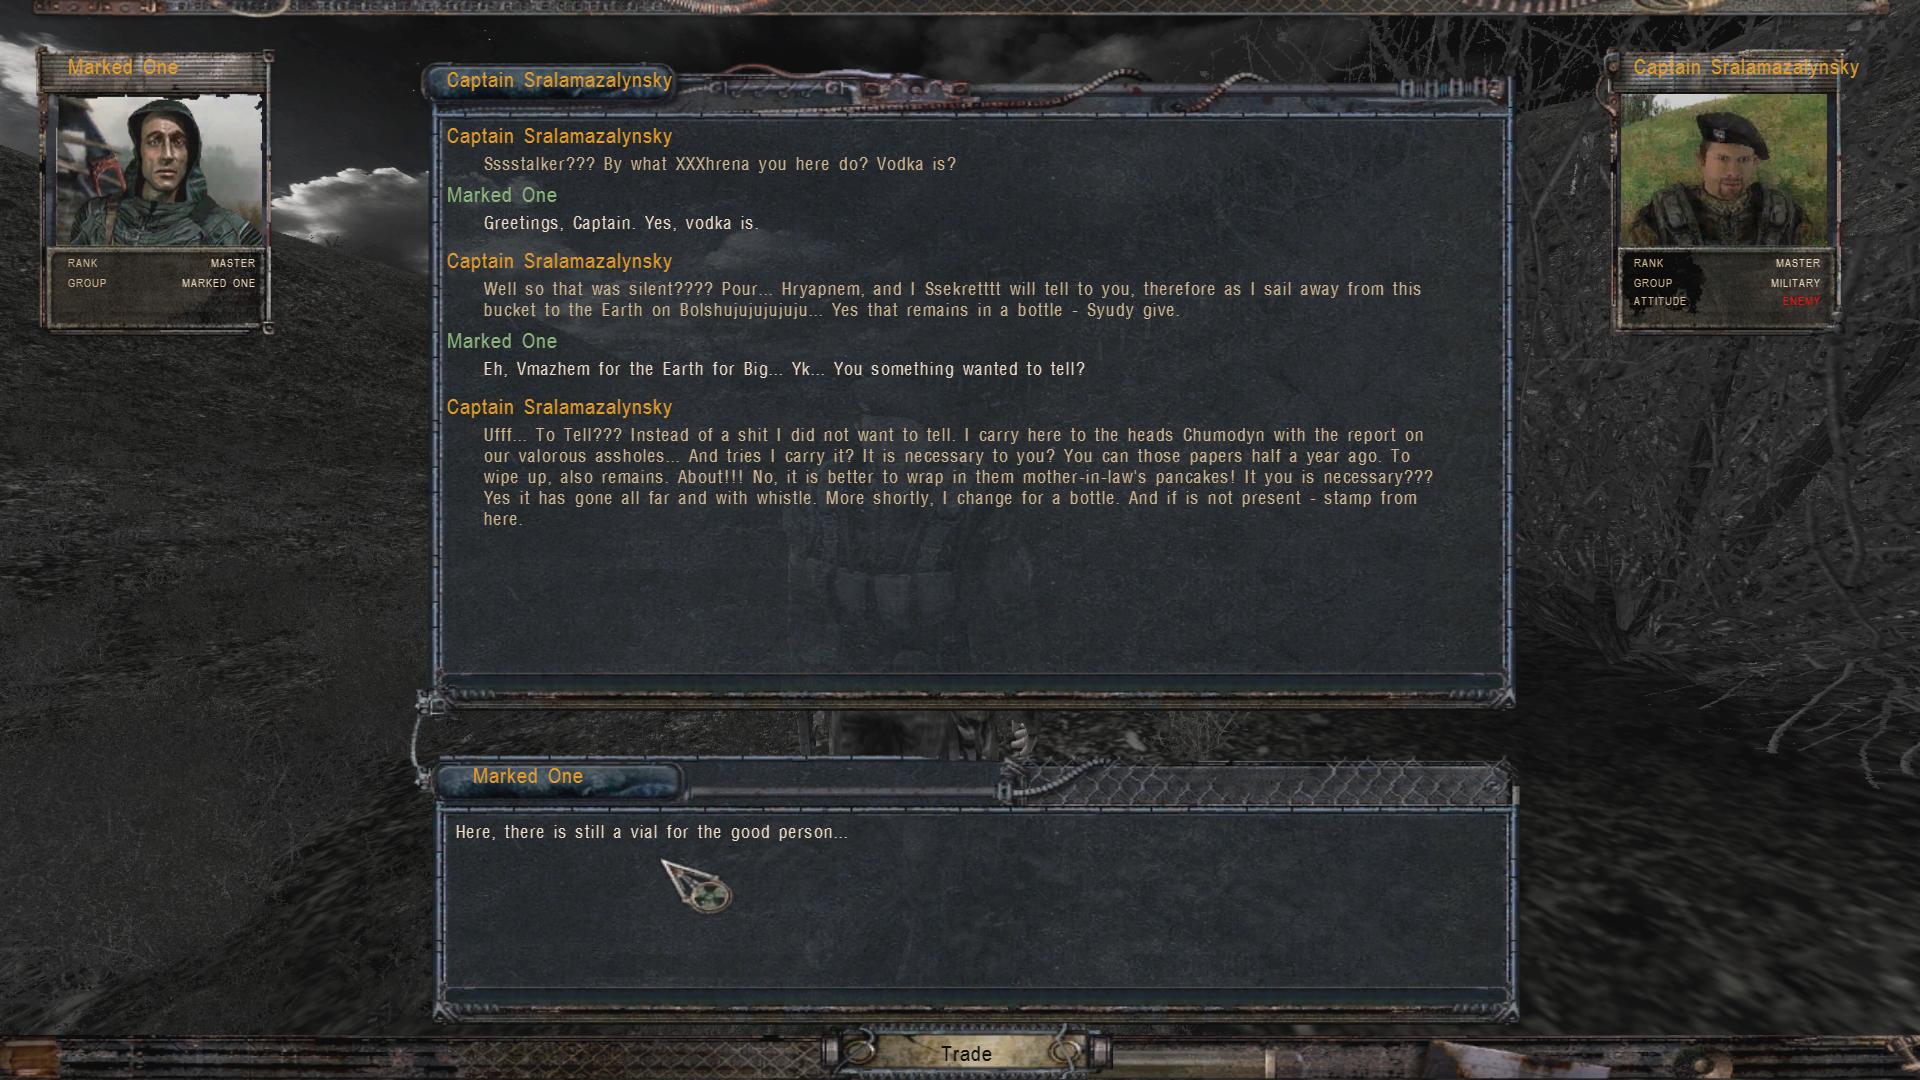 Marked One
RANK MASTER
GROUP MARKED ONE
Captain Sralamazalynsky
Captain Sralamazalynsky
Sssstalker??? By what XXXhrena you here do? Vodka is?
Marked One
Greetings, Captain. Yes, vodka is.
Captain Sralamazalynsky
Well so that was silent???? Pour... Hryapnem, and I Ssekretttt will tell to you, therefore as I sail away from this
bucket to the Earth on Bolshujujujujuju... Yes that remains in a bottle - Syudy give.
Marked One
Eh, Vmazhem for the Earth for Big... Yk... You something wanted to tell?
Captain Sralamazalynsky
Ufff... To Tell??? Instead of a shit I did not want to tell. I carry here to the heads Chumodyn with the report on
our valorous assholes... And tries I carry it? It is necessary to you? You can those papers half a year ago. To
wipe up, also remains. About!!! No, it is better to wrap in them mother-in-law's pancakes! It you is necessary???
Yes it has gone all far and with whistle. More shortly, I change for a bottle. And if is not present - stamp from
here.
Captain Sralamazalynsky
RANK MASTER
GROUP MILITARY
ATTITUDE ENEMY
Marked One
Here, there is still a vial for the good person...
Trade